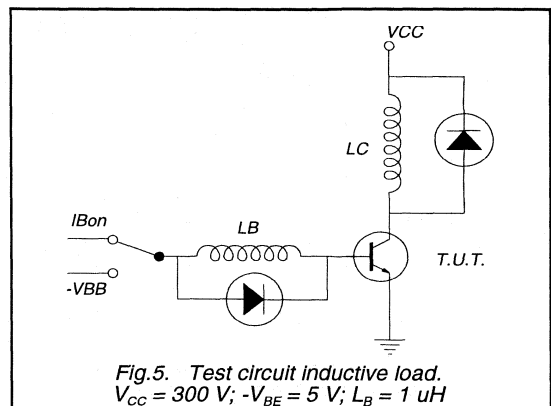 VCC
LC
IBon
LB
T.U.T.
-VBB
Fig.5. Test circuit inductive load.
VCC = 300 V; -VBE = 5 V; LB = 1 uH